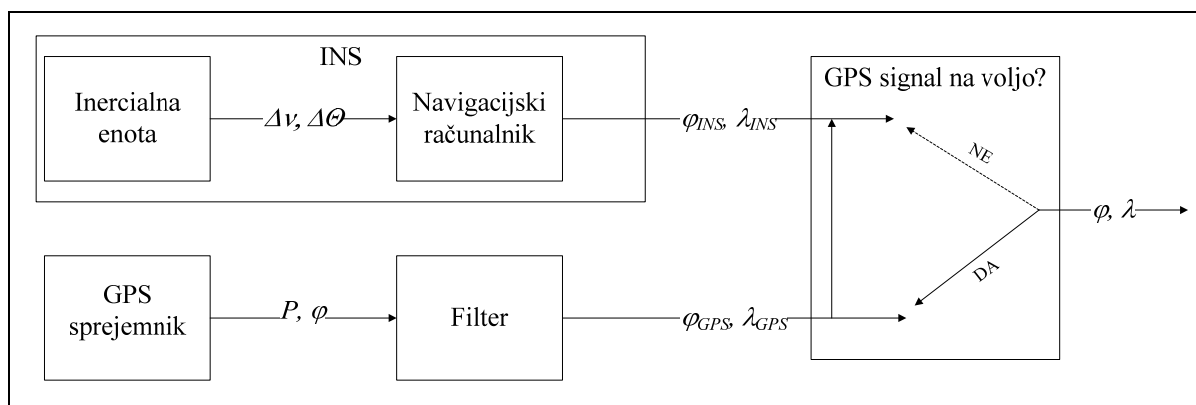 INS
Inercialna
enota
Δν, ΔΘ
Navigacijski
računalnik
φINS, λINS
GPS signal na voljo?
NE
DA
φ, λ
GPS
sprejemnik
P, φ
Filter
φGPS, λGPS